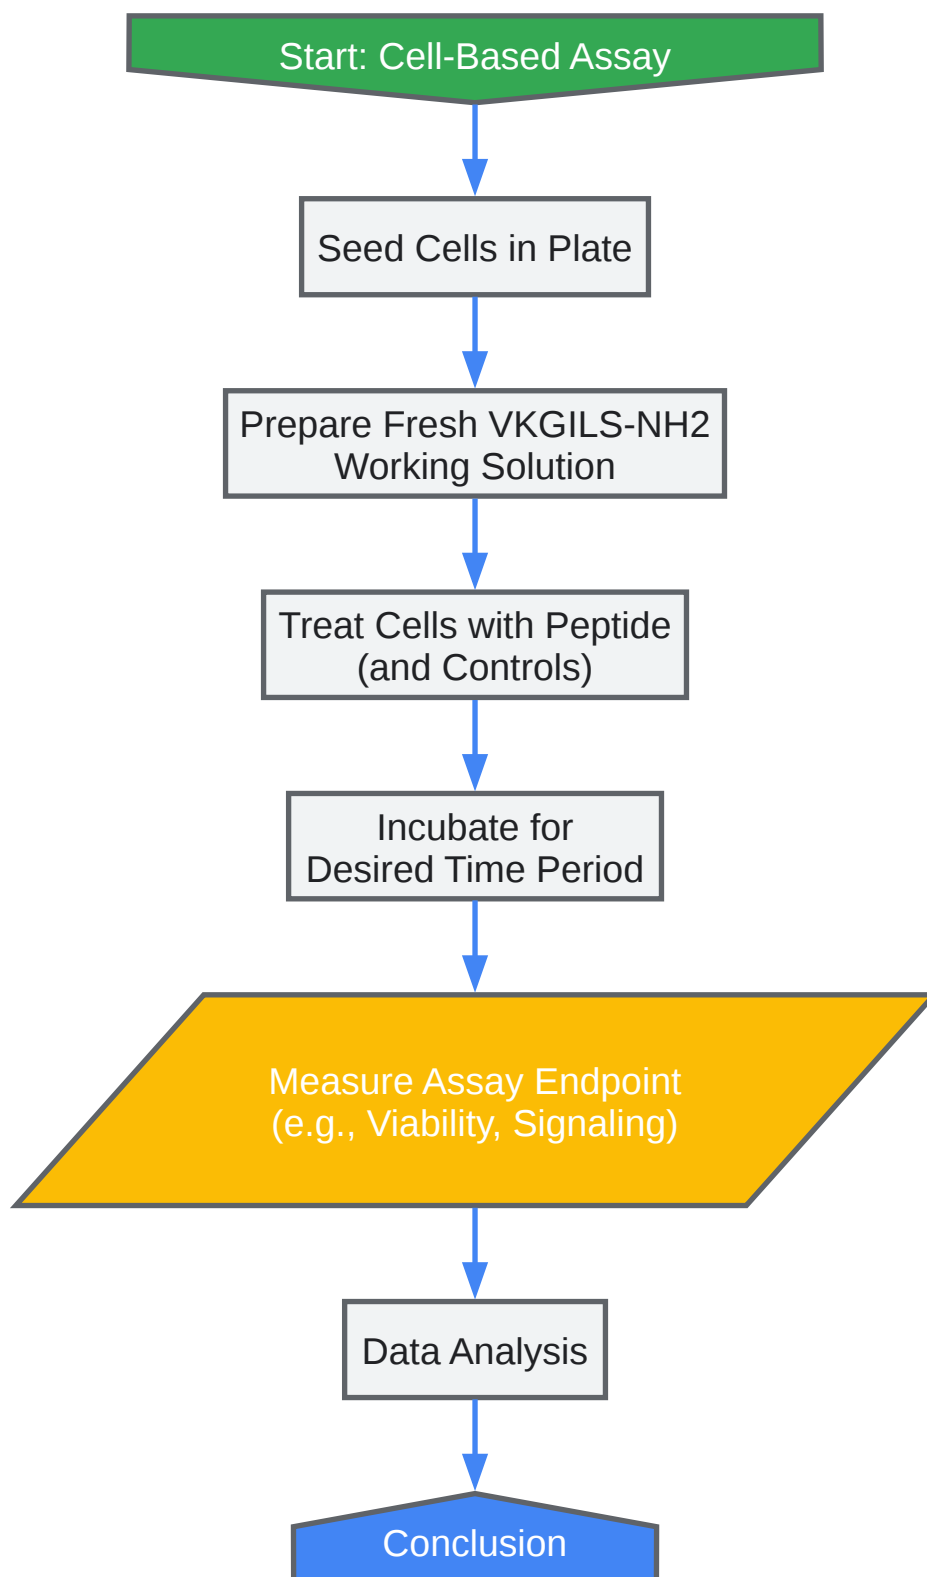 Start: Cell-Based Assay
Seed Cells in Plate
Prepare Fresh VKGILS-NH2
Working Solution
Treat Cells with Peptide
(and Controls)
Incubate for
Desired Time Period
Measure Assay Endpoint
(e.g., Viability, Signaling)
Data Analysis
Conclusion